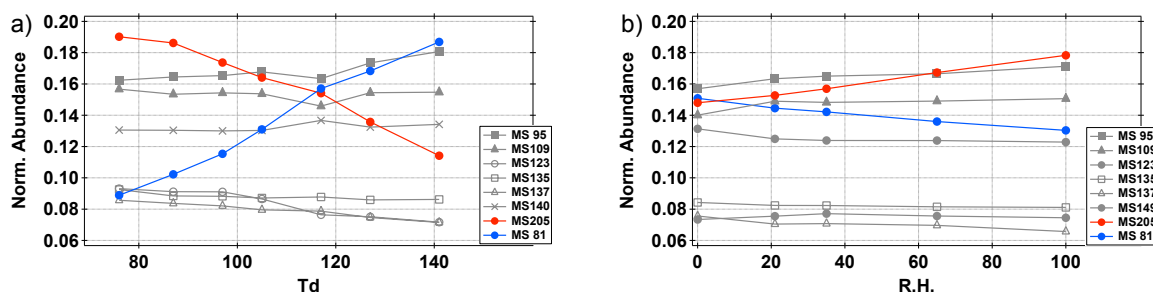 a)
0.20
0.18
0.16
0.14
0.12
0.10
0.08
0.06
Norm. Abundance
80
100
120
140
Td
MS 95
MS109
MS123
MS135
MS137
MS140
MS205
MS 81
b)
0.20
0.18
0.16
0.14
0.12
0.10
0.08
0.06
Norm. Abundance
0
20
40
60
80
100
R.H.
MS 95
MS109
MS123
MS135
MS137
MS149
MS205
MS 81